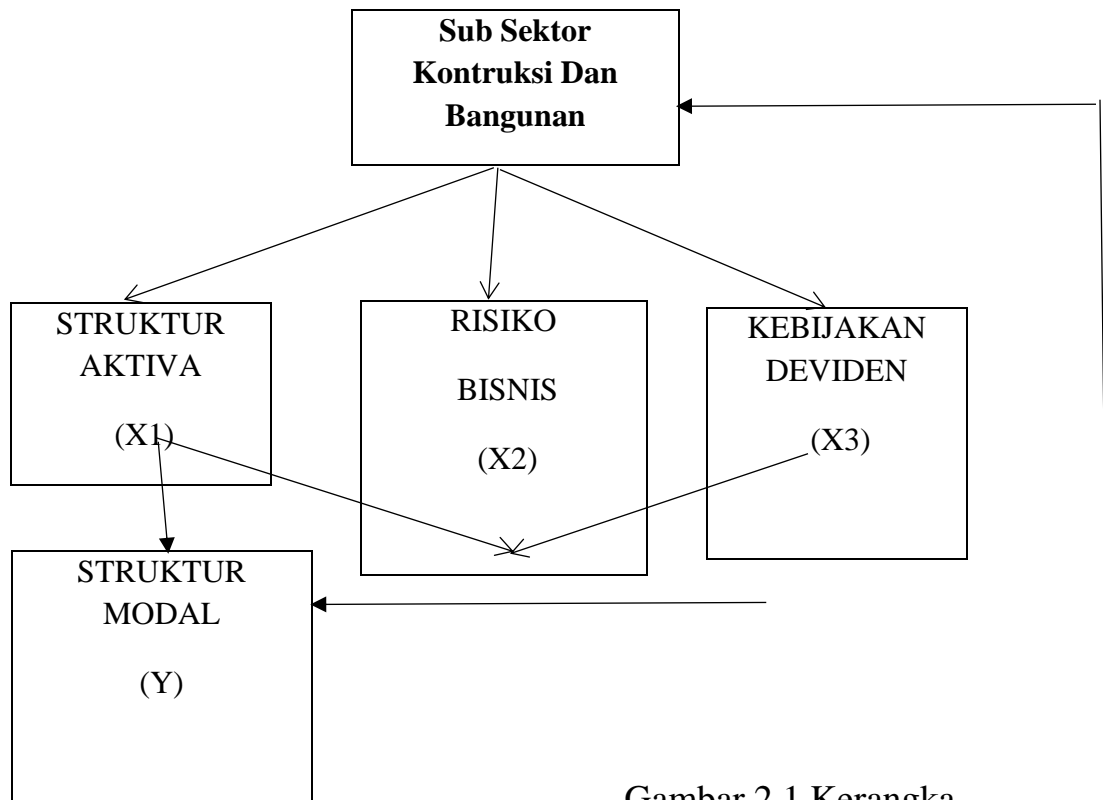 Sub Sektor
Kontruksi Dan
Bangunan
STRUKTUR
AKTIVA
(X1)
RISIKO
BISNIS
(X2)
KEBIJAKAN
DEVIDEN
(X3)
STRUKTUR
MODAL
(Y)
Gambar 2.1 Kerangka